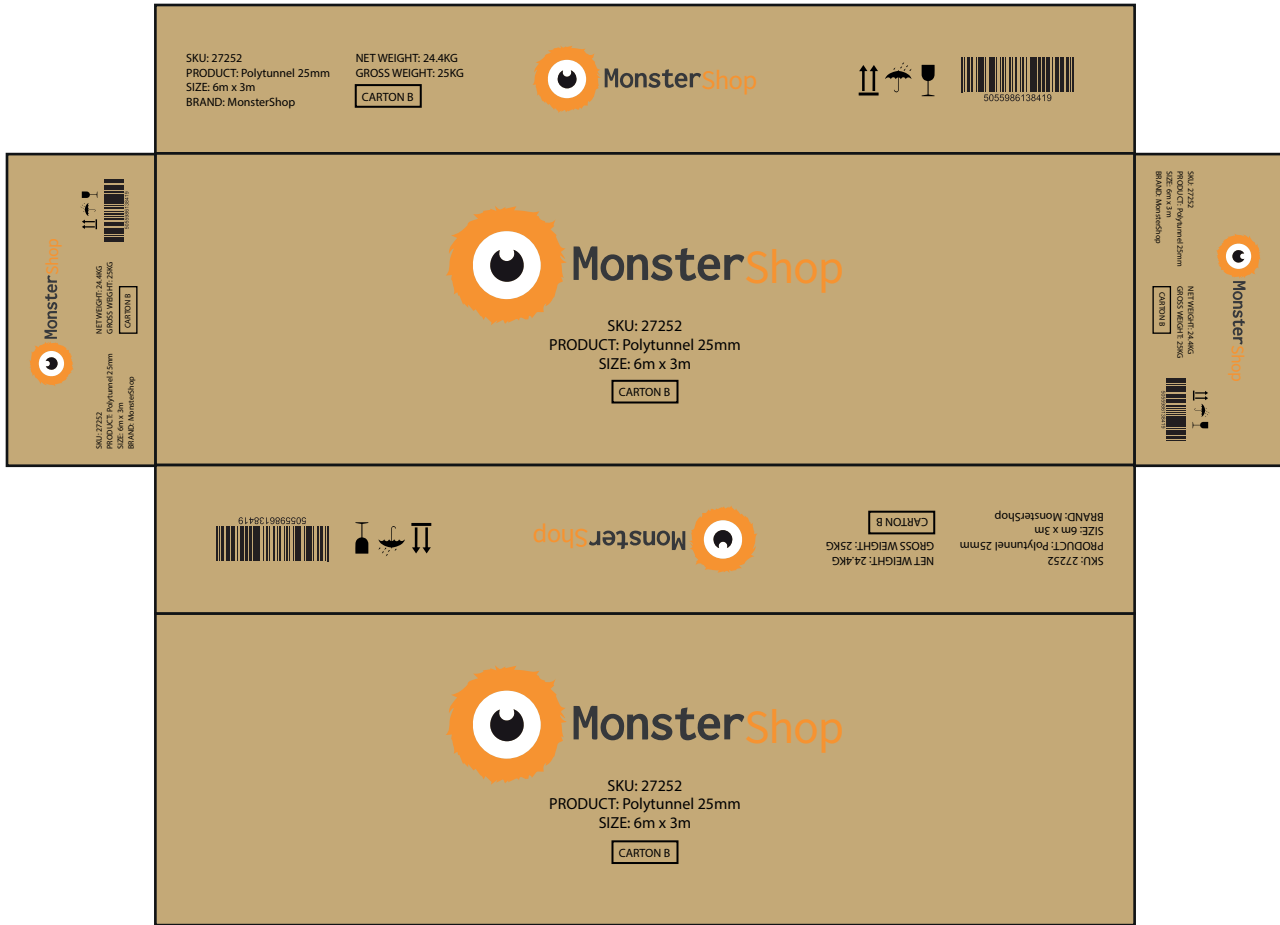 SKU: 27252
PRODUCT: Polytunnel 25mm
SIZE: 6m x 3m
BRAND: MonsterShop
NET WEIGHT: 24.4KG
GROSS WEIGHT: 25KG
CARTON B
MonsterShop
5055986138419
SKU: 27252
PRODUCT: Polytunnel 25mm
SIZE: 6m x 3m
BRAND: MonsterShop
NET WEIGHT: 24.4KG
GROSS WEIGHT: 25KG
CARTON B
MonsterShop
5055986138419
MonsterShop
SKU: 27252
PRODUCT: Polytunnel 25mm
SIZE: 6m x 3m
CARTON B
SKU: 27252
PRODUCT: Polytunnel 25mm
SIZE: 6m x 3m
BRAND: MonsterShop
NET WEIGHT: 24.4KG
GROSS WEIGHT: 25KG
CARTON B
MonsterShop
5055986138419
SKU: 27252
PRODUCT: Polytunnel 25mm
SIZE: 6m x 3m
BRAND: MonsterShop
NET WEIGHT: 24.4KG
GROSS WEIGHT: 25KG
CARTON B
MonsterShop
5055986138419
MonsterShop
SKU: 27252
PRODUCT: Polytunnel 25mm
SIZE: 6m x 3m
CARTON B